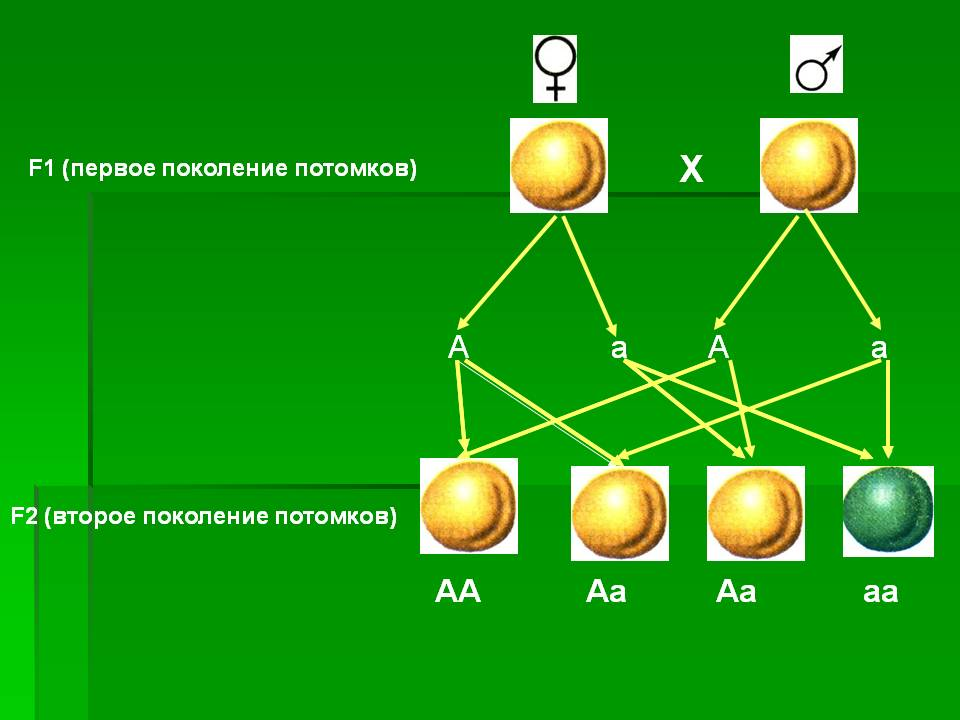 F1 (первое поколение потомков)
X
A a A a
F2 (второе поколение потомков)
AA Aa Aa aa